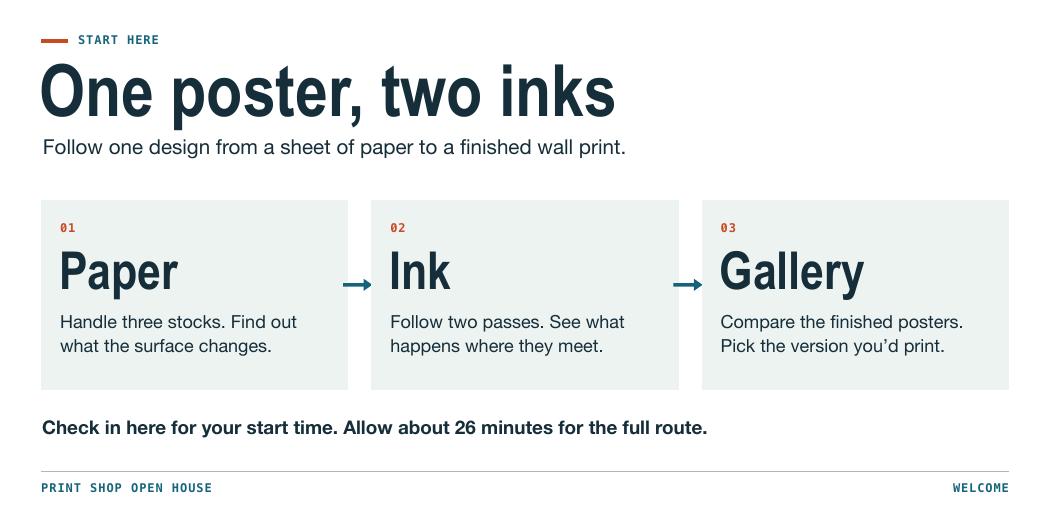 START HERE
One poster, two inks
Follow one design from a sheet of paper to a finished wall print.
01
Paper
Handle three stocks. Find out
what the surface changes.
02
Ink
Follow two passes. See what
happens where they meet.
03
Gallery
Compare the finished posters.
Pick the version you’d print.
Check in here for your start time. Allow about 26 minutes for the full route.
PRINT SHOP OPEN HOUSE
WELCOME